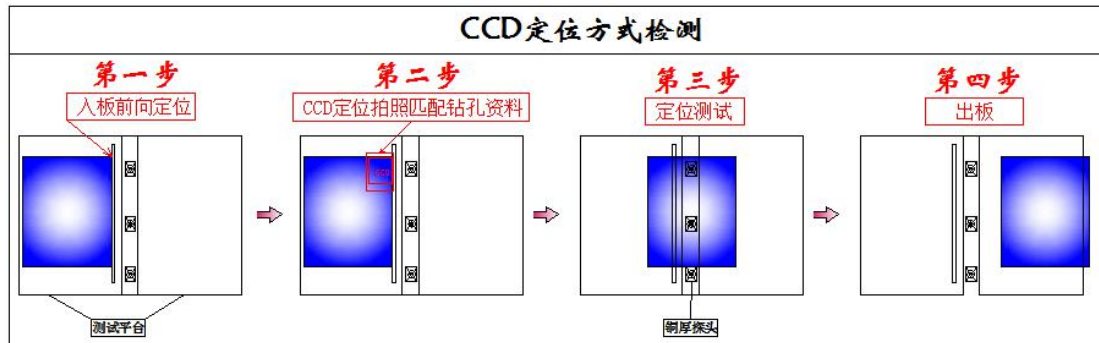 CCD定位方式检测
第一步
入板前向定位
第二步
CCD定位拍照匹配钻孔资料
第三步
定位测试
第四步
出板
CCD
测试平台
铜厚探头